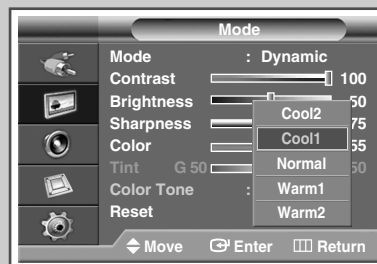 Mode
Mode : Dynamic
Contrast 100
Brightness 50
Sharpness 75
Color 55
Tint G 50 50
Color Tone :
Reset
Cool2
Cool1
Normal
Warm1
Warm2
Move Enter Return